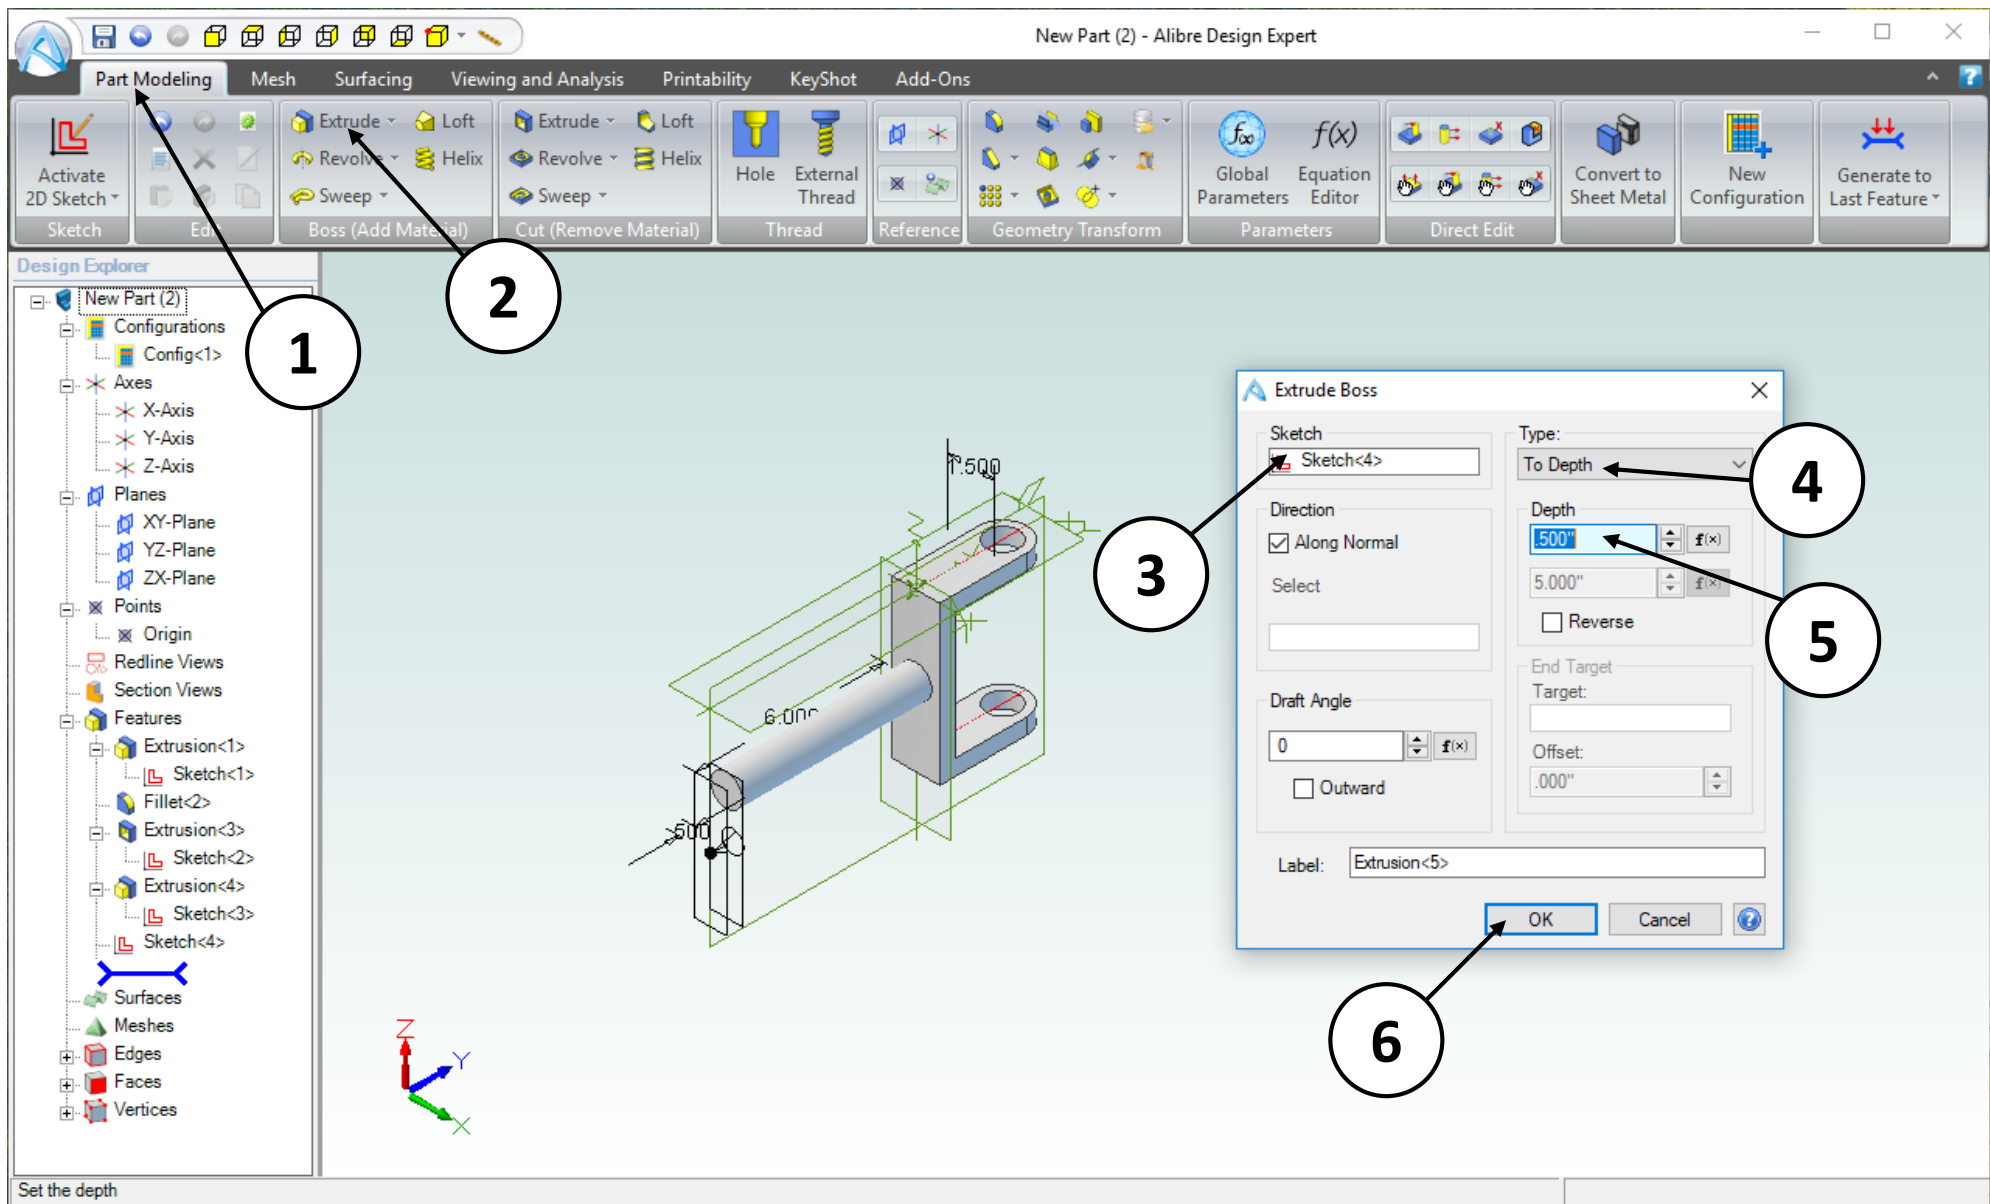 New Part (2) - Alibre Design Expert
Part Modeling Mesh Surfacing Viewing and Analysis Printability KeyShot Add-Ons
Activate
2D Sketch
Sketch
Extrude Loft
Revolve Helix
Sweep
Boss (Add Material)
Extrude Loft
Revolve Helix
Sweep
Cut (Remove Material)
Hole
External
Thread
Thread
Reference
Geometry Transform
f∞
Global
Parameters
f(x)
Equation
Editor
Parameters
Direct Edit
Convert to
Sheet Metal
New
Configuration
Generate to
Last Feature
Design Explorer
New Part (2)
Configurations
Config<1>
Axes
X-Axis
Y-Axis
Z-Axis
Planes
XY-Plane
YZ-Plane
ZX-Plane
Points
Origin
Redline Views
Section Views
Features
Extrusion<1>
Sketch<1>
Fillet<2>
Extrusion<3>
Sketch<2>
Extrusion<4>
Sketch<3>
Sketch<4>
Surfaces
Meshes
Edges
Faces
Vertices
1
2
1.500
6.000
.500
Z
Y
X
Extrude Boss
Sketch
Sketch<4>
Direction
Along Normal
Select
Draft Angle
0
f(x)
Outward
Type:
To Depth
Depth
.500"
f(x)
5.000"
f(x)
Reverse
End Target
Target:
Offset:
.000"
Label: Extrusion<5>
OK Cancel
3
4
5
6
Set the depth